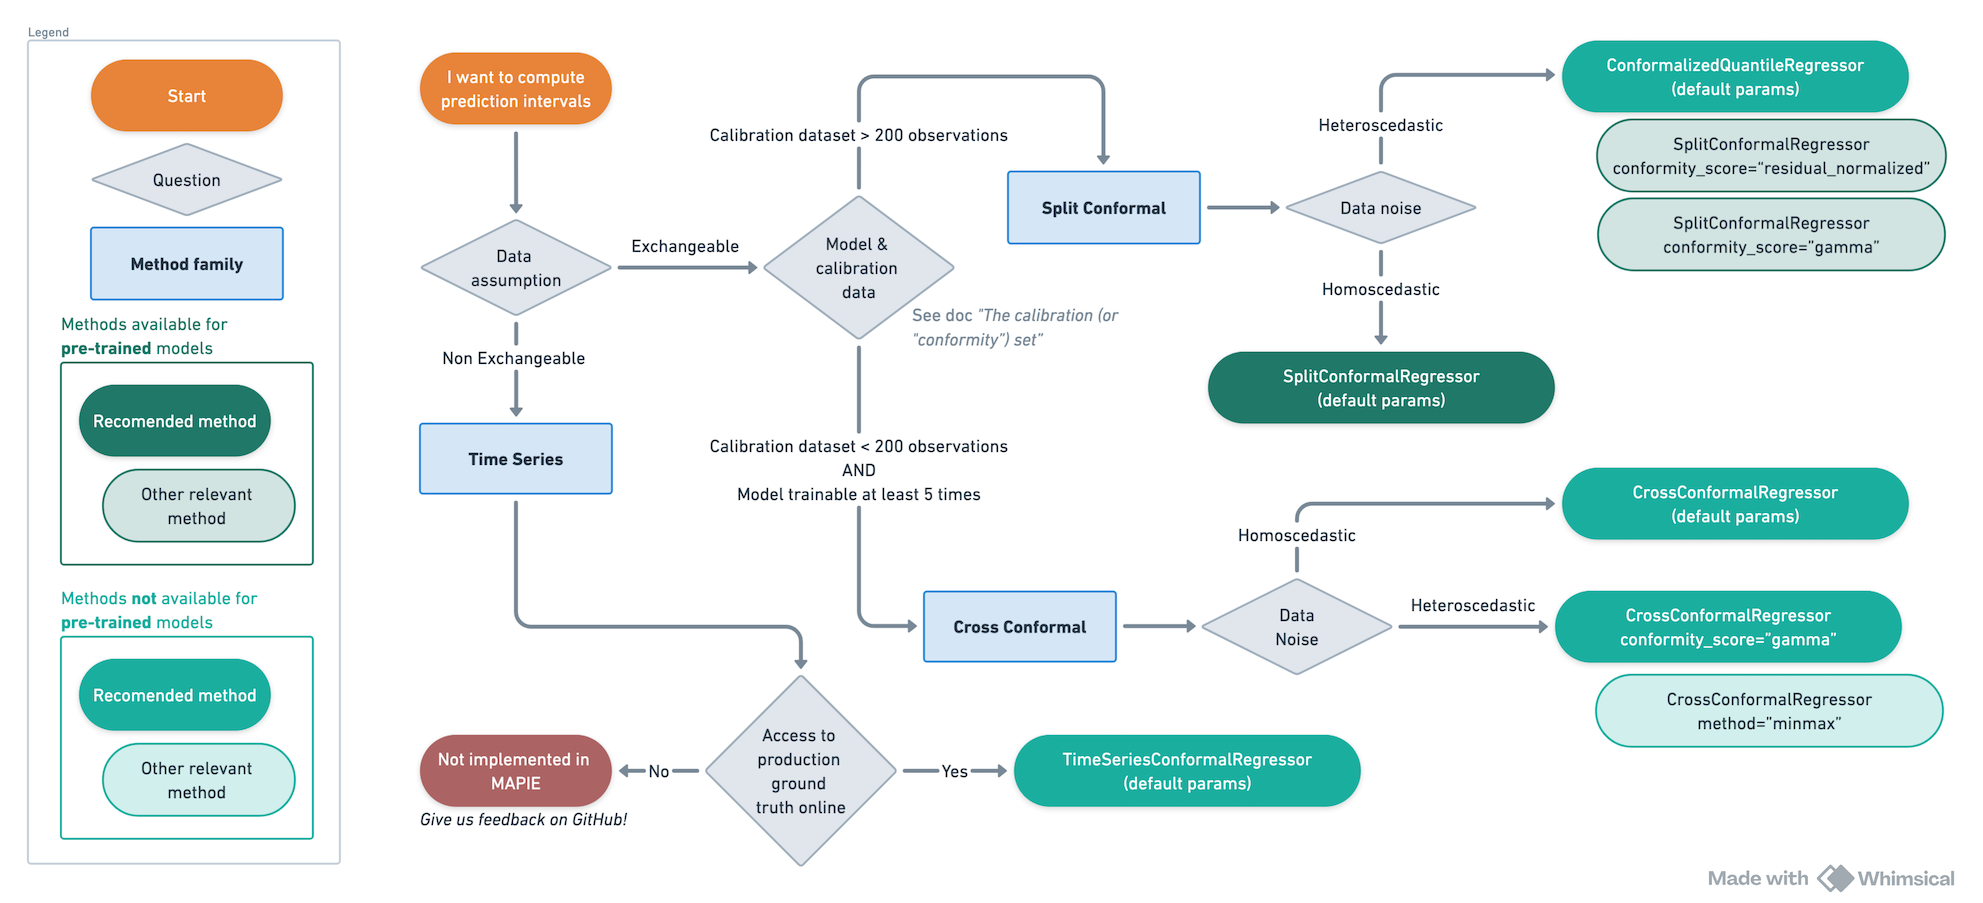 Legend
Start
Question
Method family
Methods available for
pre-trained models
Recomended method
Other relevant
method
Methods not available for
pre-trained models
Recomended method
Other relevant
method
I want to compute
prediction intervals
Data
assumption
Exchangeable
Non Exchangeable
Time Series
Model &
calibration
data
See doc "The calibration (or
"conformity”) set”
Calibration dataset > 200 observations
Split Conformal
Data noise
Heteroscedastic
ConformalizedQuantileRegressor
(default params)
SplitConformalRegressor
conformity_score=“residual_normalized”
SplitConformalRegressor
conformity_score=”gamma”
Homoscedastic
SplitConformalRegressor
(default params)
Calibration dataset < 200 observations
AND
Model trainable at least 5 times
Cross Conformal
Data
Noise
Homoscedastic
CrossConformalRegressor
(default params)
Heteroscedastic
CrossConformalRegressor
conformity_score=”gamma”
CrossConformalRegressor
method=”minmax”
Access to
production
ground
truth online
No
Not implemented in
MAPIE
Give us feedback on GitHub!
Yes
TimeSeriesConformalRegressor
(default params)
Made with Whimsical